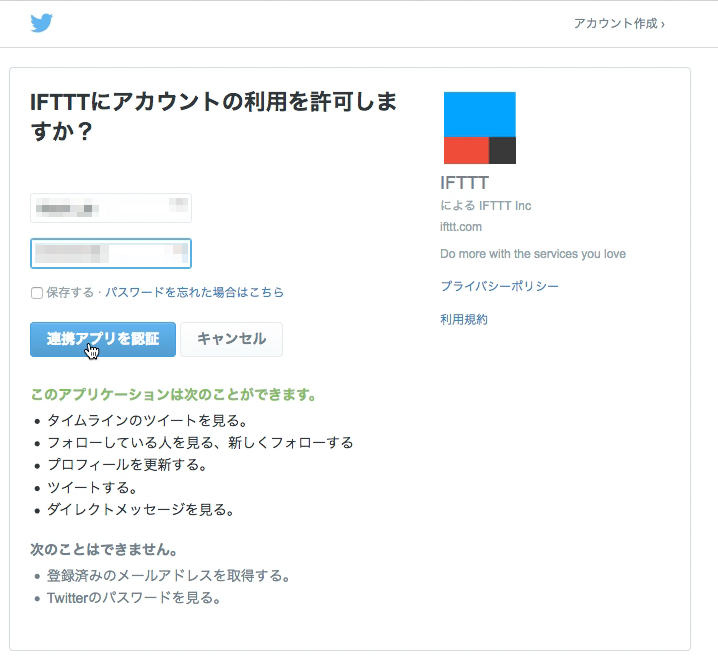 アカウント作成 ›
IFTTTにアカウントの利用を許可しま
すか？
IFTTT
による IFTTT Inc
ifttt.com
Do more with the services you love
プライバシーポリシー
利用規約
保存する · パスワードを忘れた場合はこちら
連携アプリを認証
キャンセル
このアプリケーションは次のことができます。
• タイムラインのツイートを見る。
• フォローしている人を見る、新しくフォローする
• プロフィールを更新する。
• ツイートする。
• ダイレクトメッセージを見る。
次のことはできません。
• 登録済みのメールアドレスを取得する。
• Twitterのパスワードを見る。